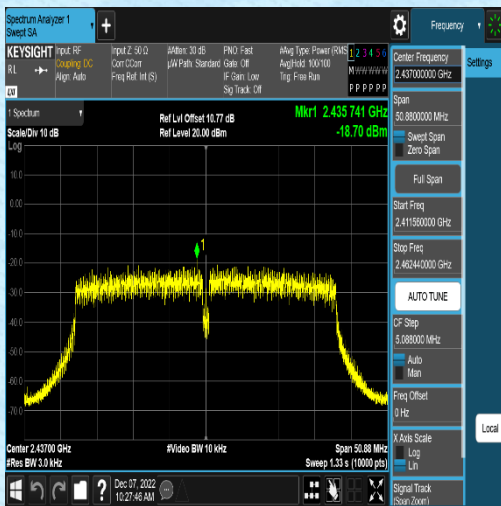 Spectrum Analyzer 1
Swept SA
Frequency
KEYSIGHT
Input: RF
Coupling: DC
Align: Auto
Input Z: 50 Ω
Corr CCorr
Freq Ref: Int (S)
#Atten: 30 dB
µW Path: Standard
PNO: Fast
Gate: Off
IF Gain: Low
Sig Track: Off
#Avg Type: Power (RMS
Avg|Hold: 100/100
Trig: Free Run
1 2 3 4 5 6
M W W W W W
P P P P P P
RL
LXI
1 Spectrum
Scale/Div 10 dB
Log
Ref Lvl Offset 10.77 dB
Ref Level 20.00 dBm
Mkr1 2.435 741 GHz
-18.70 dBm
10.0
0.00
-10.0
-20.0
-30.0
-40.0
-50.0
-60.0
-70.0
1
Center 2.43700 GHz
#Res BW 3.0 kHz
#Video BW 10 kHz
Span 50.88 MHz
Sweep 1.33 s (10000 pts)
Dec 07, 2022
10:27:46 AM
Center Frequency
2.437000000 GHz
Settings
Span
50.8800000 MHz
Swept Span
Zero Span
Full Span
Start Freq
2.411560000 GHz
Stop Freq
2.462440000 GHz
AUTO TUNE
CF Step
5.088000 MHz
Auto
Man
Freq Offset
0 Hz
X Axis Scale
Log
Lin
Local
Signal Track
(Span Zoom)